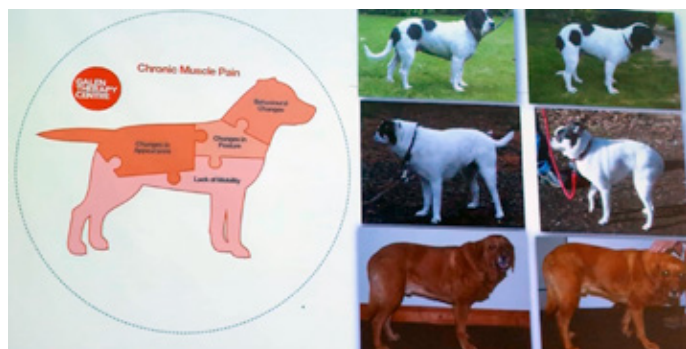 Chronic Muscle Pain
GALEN
THERAPY
CENTRE
Behavioural
Changes
Changes in
Posture
Changes in
Appearance
Lack of Mobility